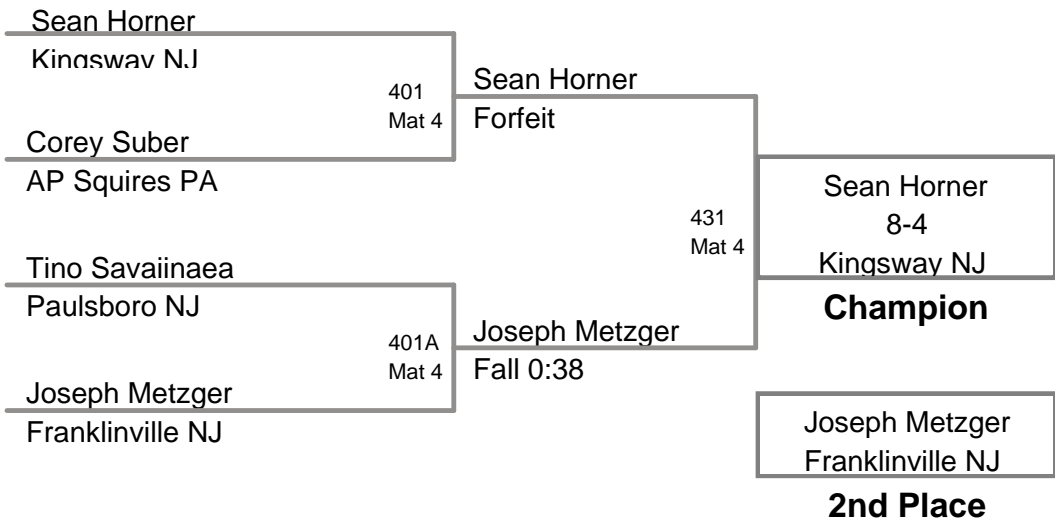 Sean Horner
Kingsway NJ
401
Mat 4
Sean Horner
Forfeit
Corey Suber
AP Squires PA
431
Mat 4
Sean Horner
8-4
Kingsway NJ
Champion
Tino Savaiinaea
Paulsboro NJ
401A
Mat 4
Joseph Metzger
Fall 0:38
Joseph Metzger
Franklinville NJ
Joseph Metzger
Franklinville NJ
2nd Place